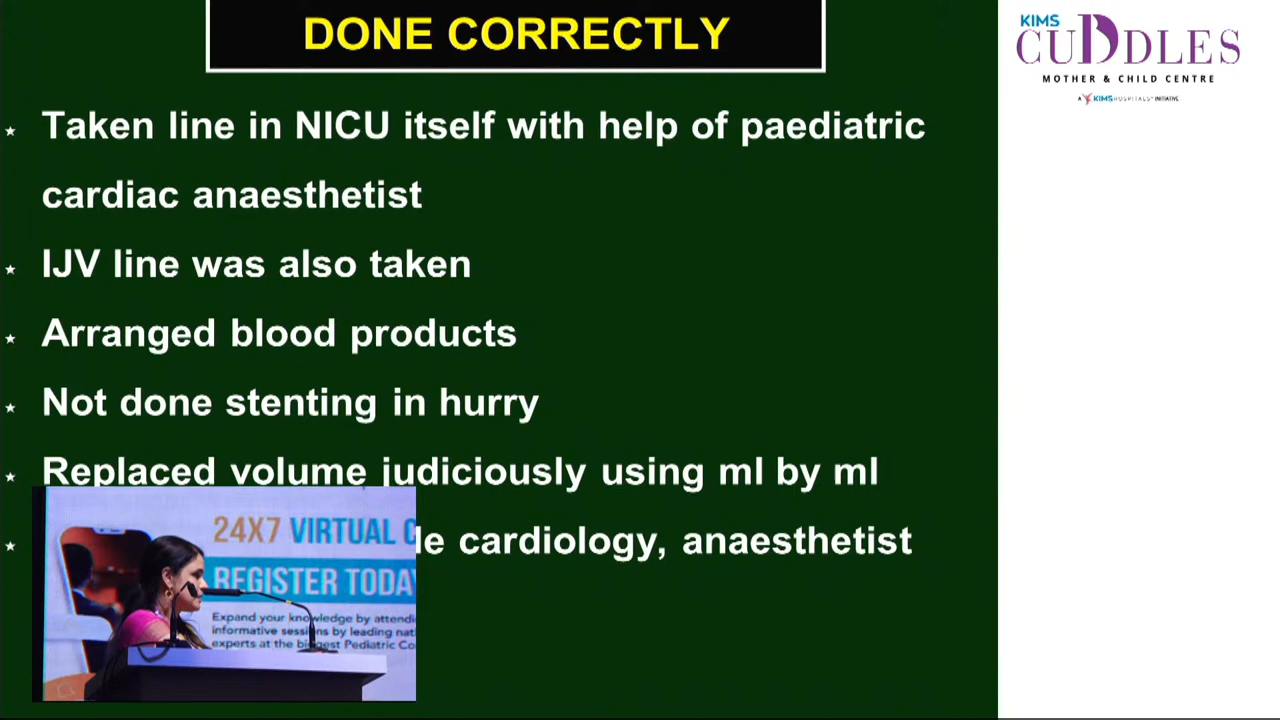 DONE CORRECTLY
KIMS
CUDDLES
MOTHER & CHILD CENTRE
A KIMS HOSPITALS INITIATIVE
Taken line in NICU itself with help of paediatric
cardiac anaesthetist
IJV line was also taken
Arranged blood products
Not done stenting in hurry
Replaced volume judiciously using ml by ml
cardiology, anaesthetist
24X7 VIRTUAL C
REGISTER TODAY
Expand your knowledge by attendi
informative sessions by leading nat
experts at the biggest Pediatric Co